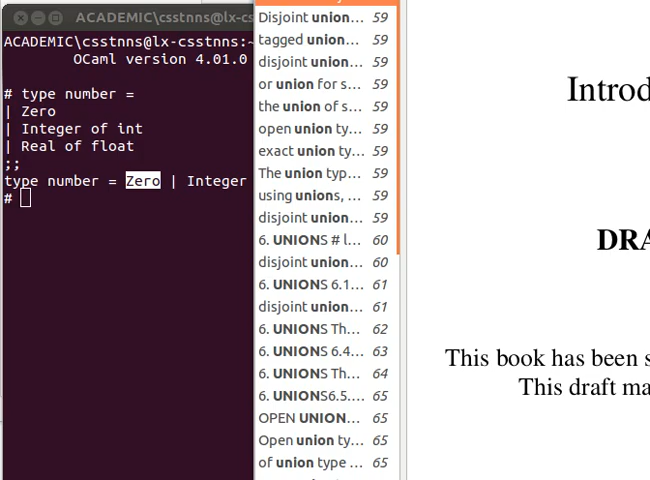 ACADEMIC\csstnns@lx-cs
ACADEMIC\csstnns@lx-csstnns:~
OCaml version 4.01.0
# type number =
| Zero
| Integer of int
| Real of float
;;
type number = Zero | Integer
#
Disjoint union... 59
tagged union... 59
disjoint union... 59
or union for s... 59
the union of s... 59
open union ty... 59
exact union ty... 59
The union typ... 59
using unions, ... 59
disjoint union... 59
6. UNIONS # l... 60
disjoint union... 60
6. UNIONS 6.1... 61
disjoint union... 61
6. UNIONS Th... 62
6. UNIONS 6.4... 63
6. UNIONS Th... 64
6. UNIONS6.5.... 65
OPEN UNION... 65
Open union ty... 65
of union type ... 65
Introd
DRA
This book has been s
This draft ma